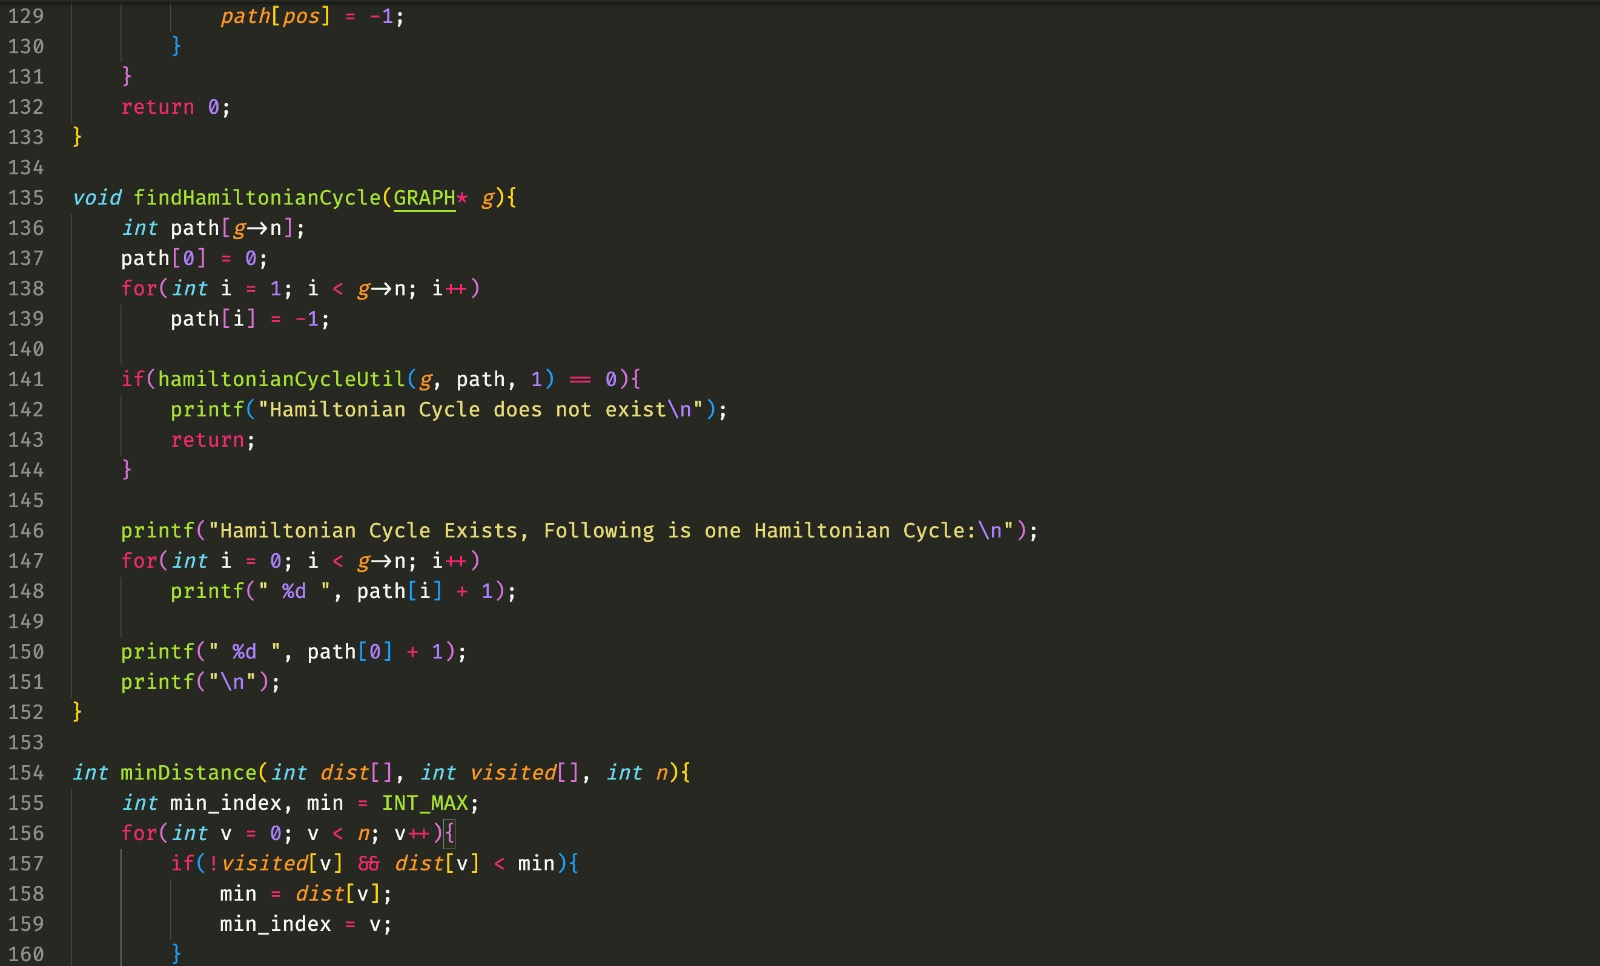 129             path[pos] = -1;
130         }
131     }
132     return 0;
133 }
134
135 void findHamiltonianCycle(GRAPH* g){
136     int path[g->n];
137     path[0] = 0;
138     for(int i = 1; i < g->n; i++)
139         path[i] = -1;
140
141     if(hamiltonianCycleUtil(g, path, 1) == 0){
142         printf("Hamiltonian Cycle does not exist\n");
143         return;
144     }
145
146     printf("Hamiltonian Cycle Exists, Following is one Hamiltonian Cycle:\n");
147     for(int i = 0; i < g->n; i++)
148         printf(" %d ", path[i] + 1);
149
150     printf(" %d ", path[0] + 1);
151     printf("\n");
152 }
153
154 int minDistance(int dist[], int visited[], int n){
155     int min_index, min = INT_MAX;
156     for(int v = 0; v < n; v++){
157         if(!visited[v] && dist[v] < min){
158             min = dist[v];
159             min_index = v;
160         }